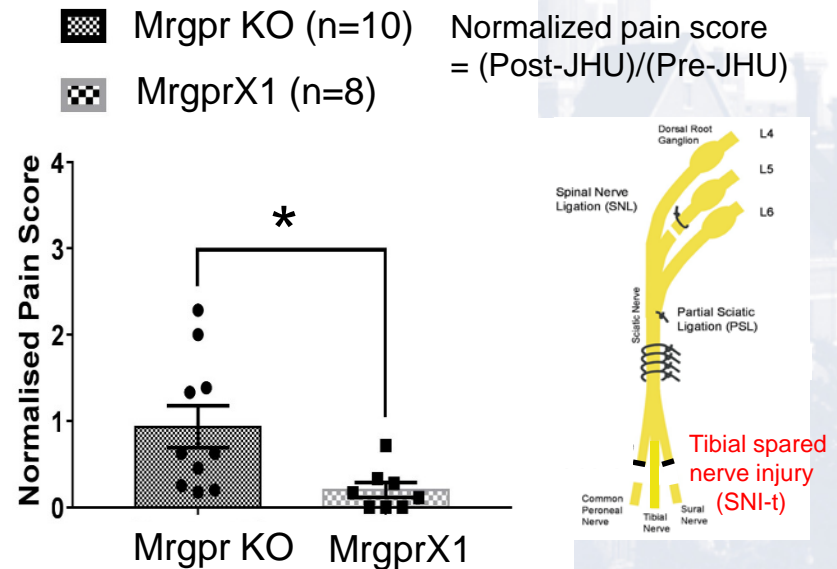 Mrgpr KO (n=10)
MrgprX1 (n=8)
Normalized pain score
= (Post-JHU)/(Pre-JHU)
Normalised Pain Score
4
3
2
1
0
*
Mrgpr KO
MrgprX1
Dorsal Root
Ganglion
L4
L5
L6
Spinal Nerve
Ligation (SNL)
Sciatic Nerve
Partial Sciatic
Ligation (PSL)
Tibial spared
nerve injury
(SNI-t)
Common
Peroneal
Nerve
Tibial
Nerve
Sural
Nerve